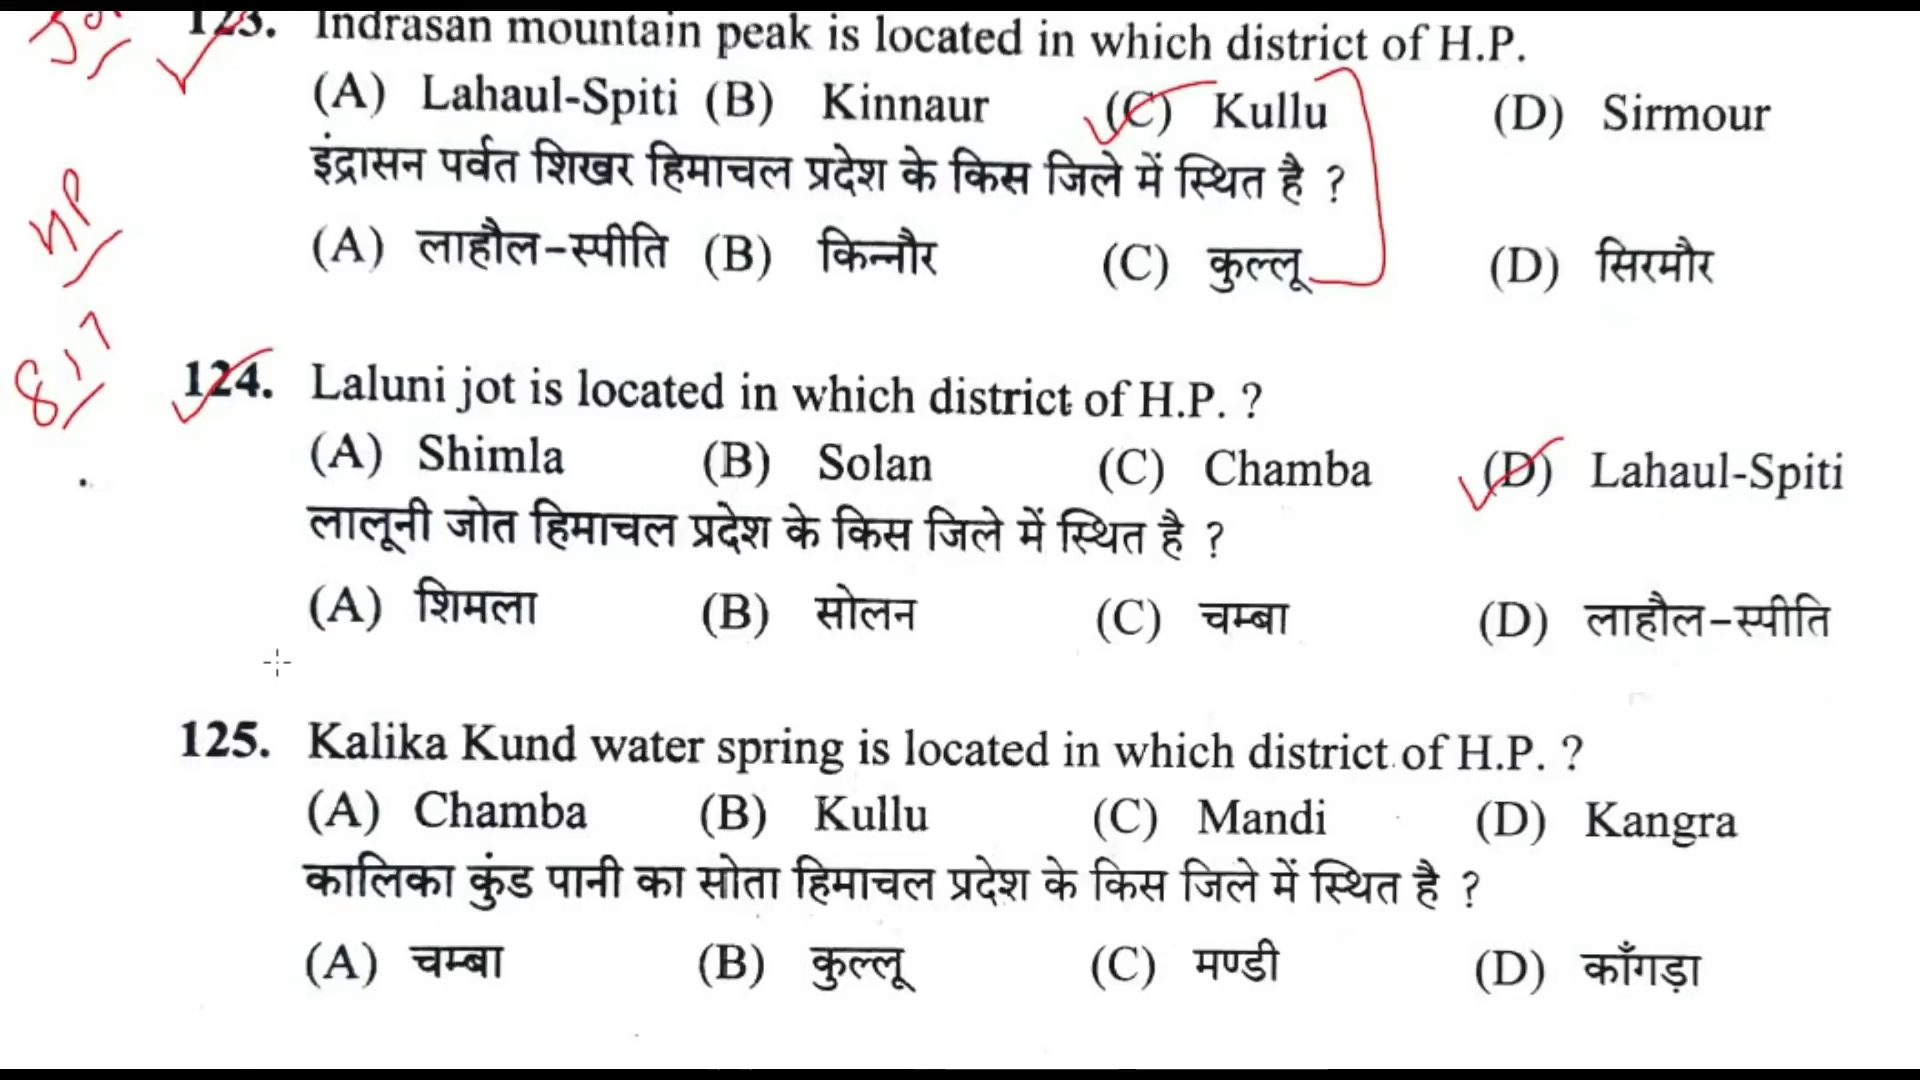 123. Indrasan mountain peak is located in which district of H.P.
(A) Lahaul-Spiti (B) Kinnaur (C) Kullu (D) Sirmour
इंद्रासन पर्वत शिखर हिमाचल प्रदेश के किस जिले में स्थित है ?
(A) लाहौल-स्पीति (B) किन्नौर (C) कुल्लू (D) सिरमौर
HP
817
124. Laluni jot is located in which district of H.P. ?
(A) Shimla (B) Solan (C) Chamba (D) Lahaul-Spiti
लालूनी जोत हिमाचल प्रदेश के किस जिले में स्थित है ?
(A) शिमला (B) सोलन (C) चम्बा (D) लाहौल-स्पीति
125. Kalika Kund water spring is located in which district of H.P. ?
(A) Chamba (B) Kullu (C) Mandi (D) Kangra
कालिका कुंड पानी का सोता हिमाचल प्रदेश के किस जिले में स्थित है ?
(A) चम्बा (B) कुल्लू (C) मण्डी (D) काँगड़ा